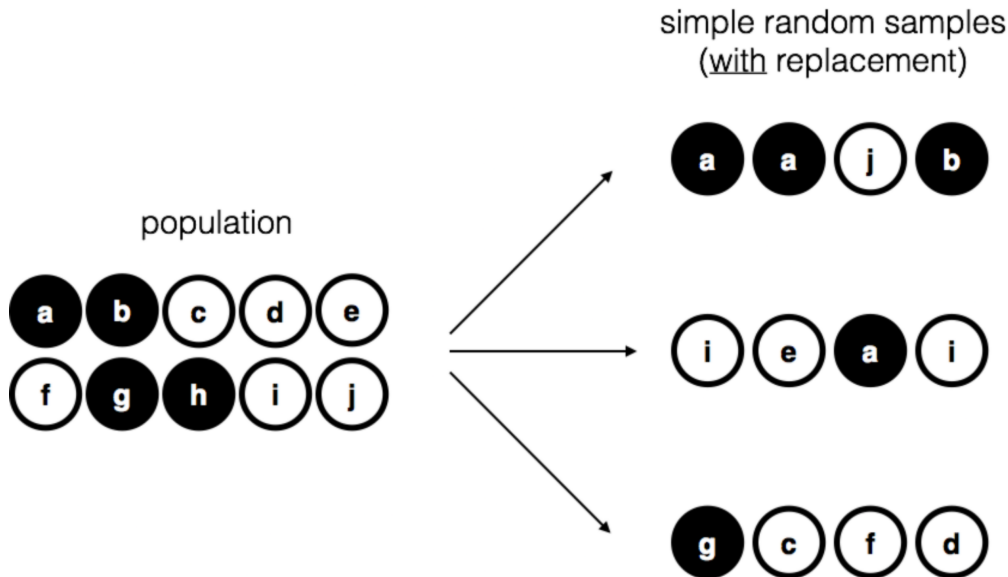 simple random samples
(with replacement)
a a j b
population
a b c d e
f g h i j
i e a i
g c f d